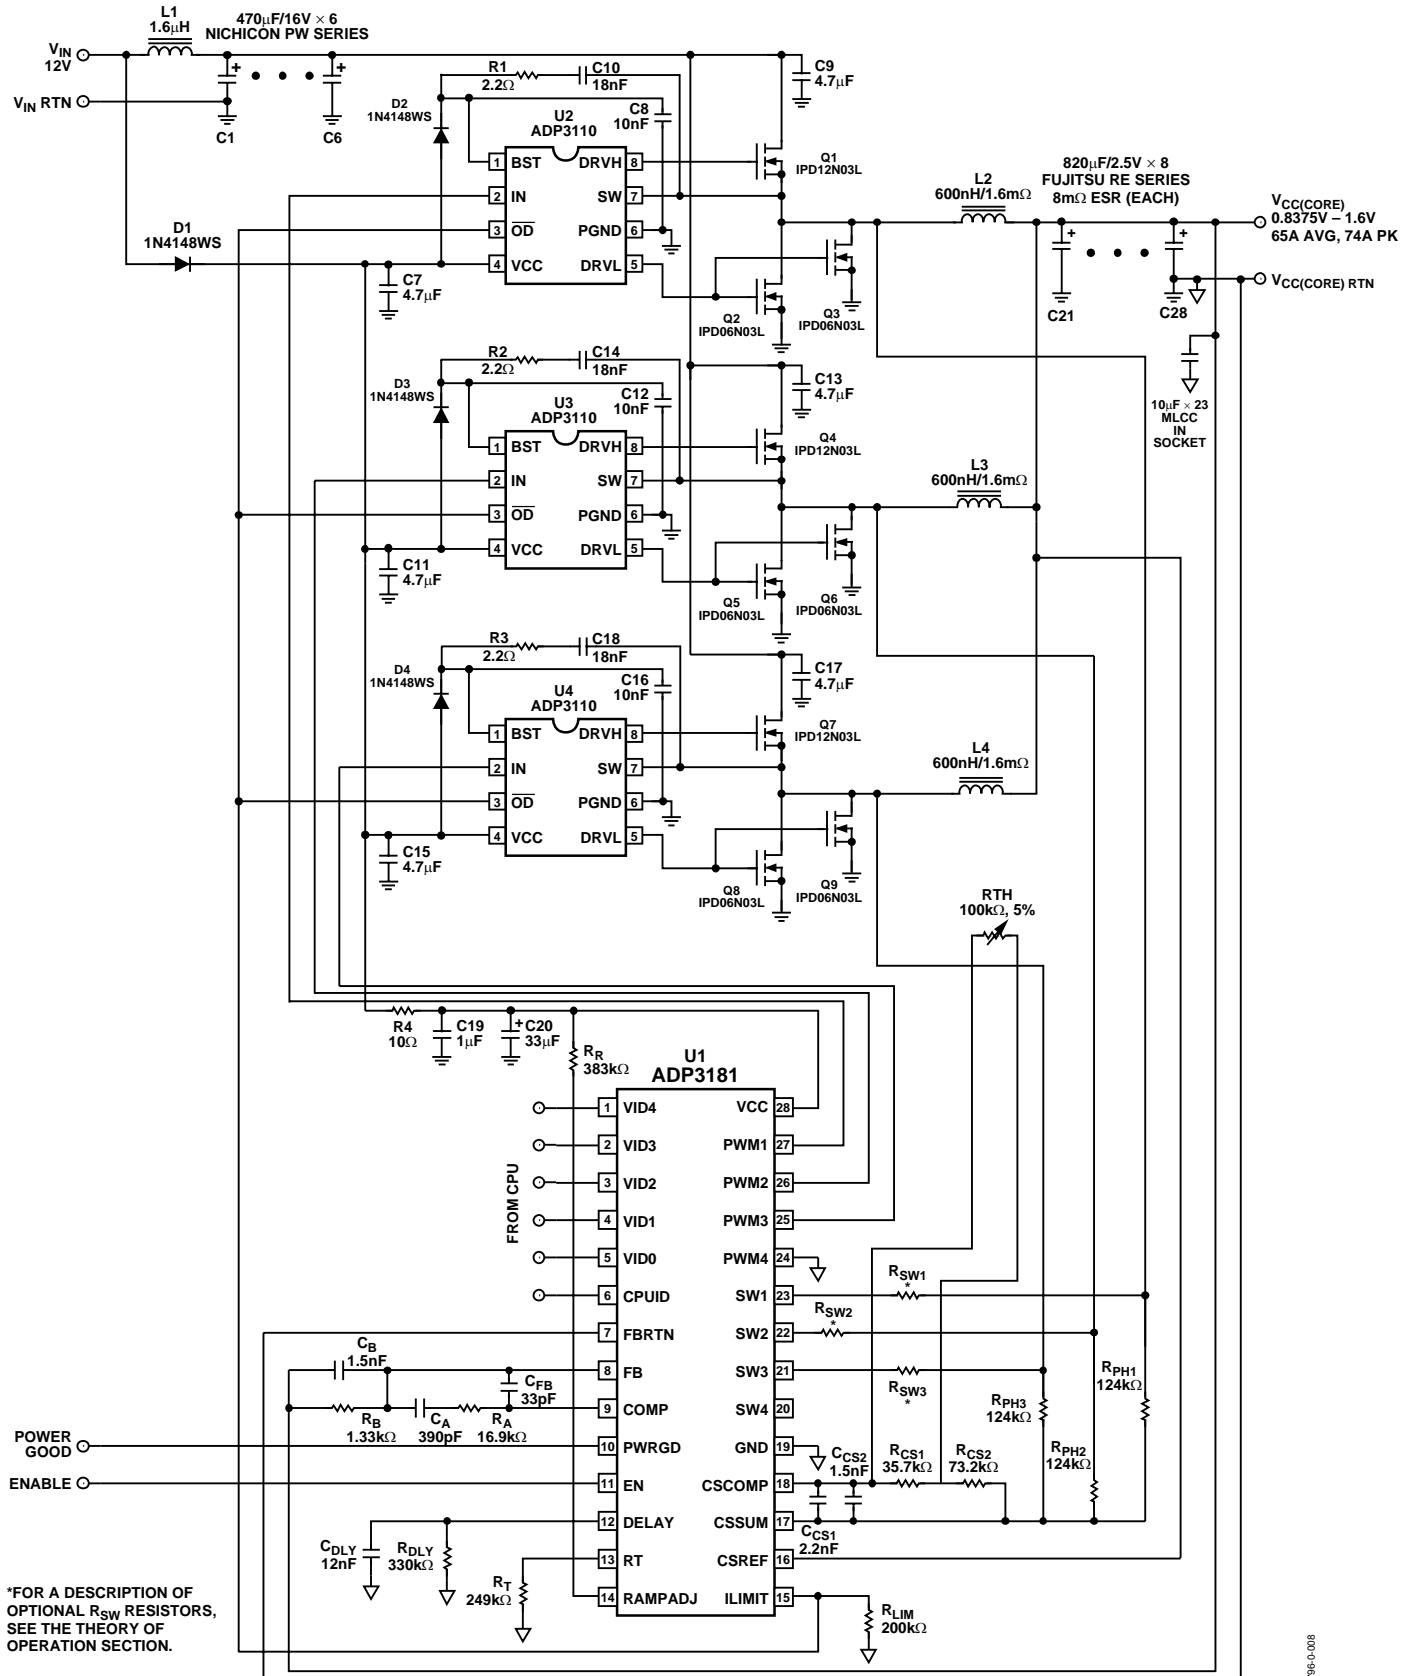 L1
1.6μH
470μF/16V × 6
NICHICON PW SERIES
VIN
12V
VIN RTN
+
+
C1
C6
D1
1N4148WS
D2
1N4148WS
R1
2.2Ω
C10
18nF
C8
10nF
U2
ADP3110
1 BST
2 IN
3 OD
4 VCC
DRVH 8
SW 7
PGND 6
DRVL 5
C7
4.7μF
C9
4.7μF
Q1
IPD12N03L
Q2
IPD06N03L
Q3
IPD06N03L
L2
600nH/1.6mΩ
820μF/2.5V × 8
FUJITSU RE SERIES
8mΩ ESR (EACH)
+
+
C21
C28
VCC(CORE)
0.8375V – 1.6V
65A AVG, 74A PK
VCC(CORE) RTN
10μF × 23
MLCC
IN
SOCKET
D3
1N4148WS
R2
2.2Ω
C14
18nF
C12
10nF
U3
ADP3110
1 BST
2 IN
3 OD
4 VCC
DRVH 8
SW 7
PGND 6
DRVL 5
C11
4.7μF
C13
4.7μF
Q4
IPD12N03L
Q5
IPD06N03L
Q6
IPD06N03L
L3
600nH/1.6mΩ
D4
1N4148WS
R3
2.2Ω
C18
18nF
C16
10nF
U4
ADP3110
1 BST
2 IN
3 OD
4 VCC
DRVH 8
SW 7
PGND 6
DRVL 5
C15
4.7μF
C17
4.7μF
Q7
IPD12N03L
Q8
IPD06N03L
Q9
IPD06N03L
L4
600nH/1.6mΩ
RTH
100kΩ, 5%
R4
10Ω
C19
1μF
+
C20
33μF
RR
383kΩ
U1
ADP3181
FROM CPU
1 VID4
2 VID3
3 VID2
4 VID1
5 VID0
6 CPUID
7 FBRTN
8 FB
9 COMP
10 PWRGD
11 EN
12 DELAY
13 RT
14 RAMPADJ
VCC 28
PWM1 27
PWM2 26
PWM3 25
PWM4 24
SW1 23
SW2 22
SW3 21
SW4 20
GND 19
CSCOMP 18
CSSUM 17
CSREF 16
ILIMIT 15
RSW1
*
RSW2
*
RSW3
*
RPH1
124kΩ
RPH3
124kΩ
RPH2
124kΩ
CB
1.5nF
CFB
33pF
RB
1.33kΩ
CA
390pF
RA
16.9kΩ
POWER
GOOD
ENABLE
CCS2
1.5nF
RCS1
35.7kΩ
RCS2
73.2kΩ
CCS1
2.2nF
CDLY
12nF
RDLY
330kΩ
RT
249kΩ
RLIM
200kΩ
*FOR A DESCRIPTION OF
OPTIONAL RSW RESISTORS,
SEE THE THEORY OF
OPERATION SECTION.